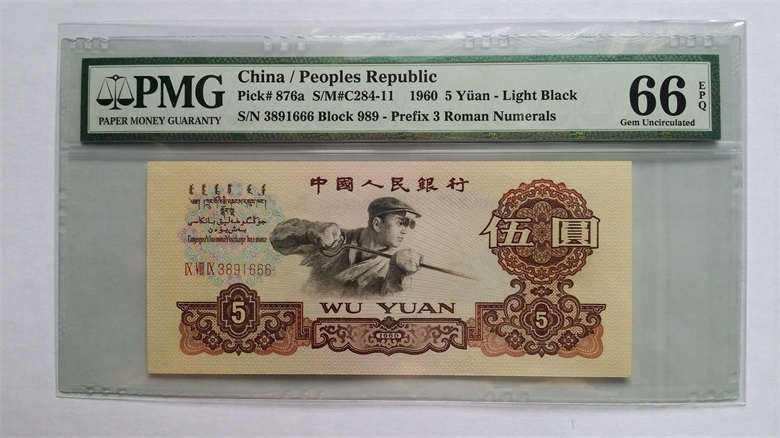 PMG
PAPER MONEY GUARANTY
China / Peoples Republic
Pick# 876a S/M#C284-11 1960 5 Yüan - Light Black
S/N 3891666 Block 989 - Prefix 3 Roman Numerals
66 EPQ
Gem Uncirculated
中國人民銀行
伍圓
IX VIII IX 3891666
WU YUAN
5
1960
5